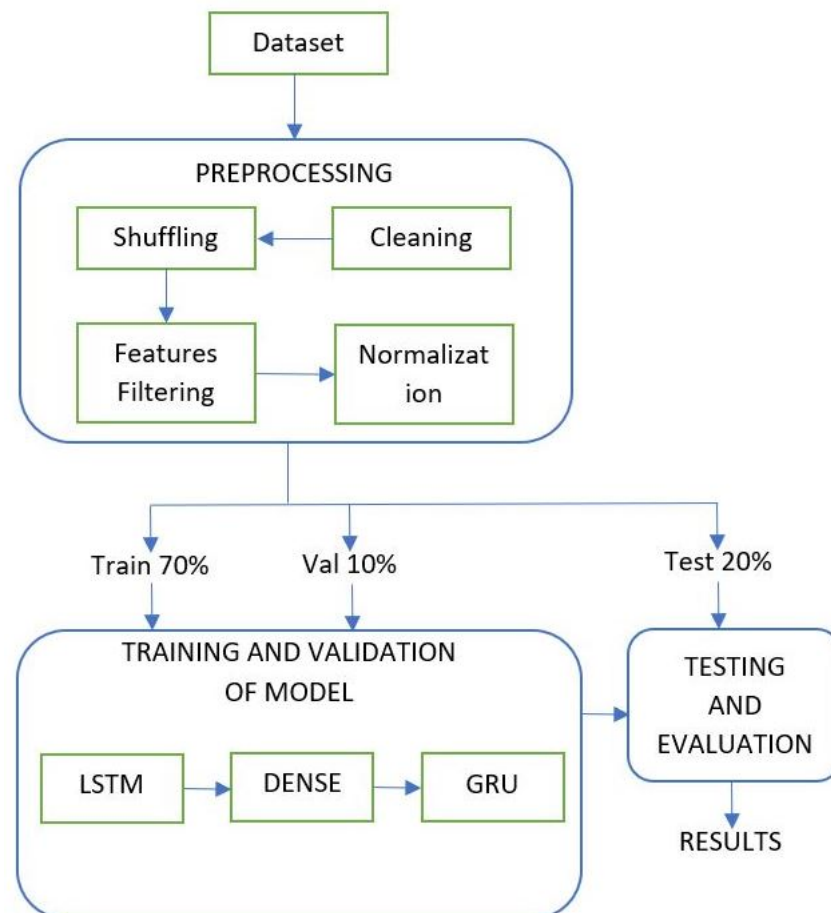 Dataset
PREPROCESSING
Shuffling
Cleaning
Features
Filtering
Normalizat
ion
Train 70%
Val 10%
Test 20%
TRAINING AND VALIDATION
OF MODEL
LSTM
DENSE
GRU
TESTING
AND
EVALUATION
RESULTS